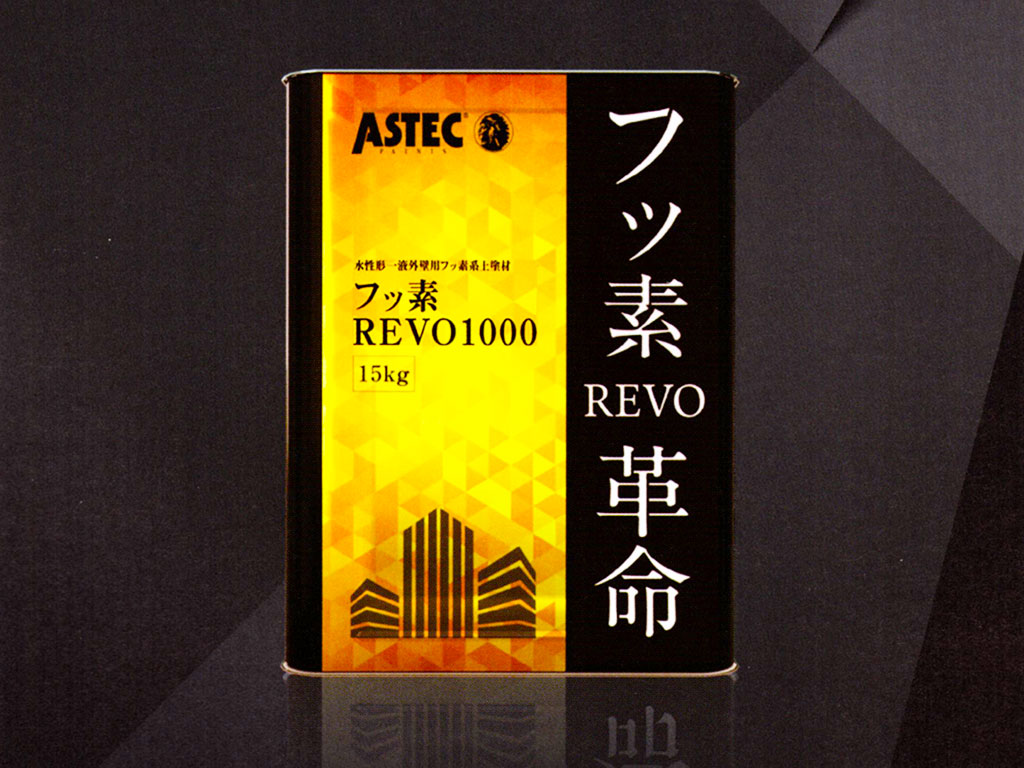 ASTEC
PAINTS
水性形一液外壁用フッ素系上塗材
フッ素
REVO1000
15kg
フッ素
REVO
革命